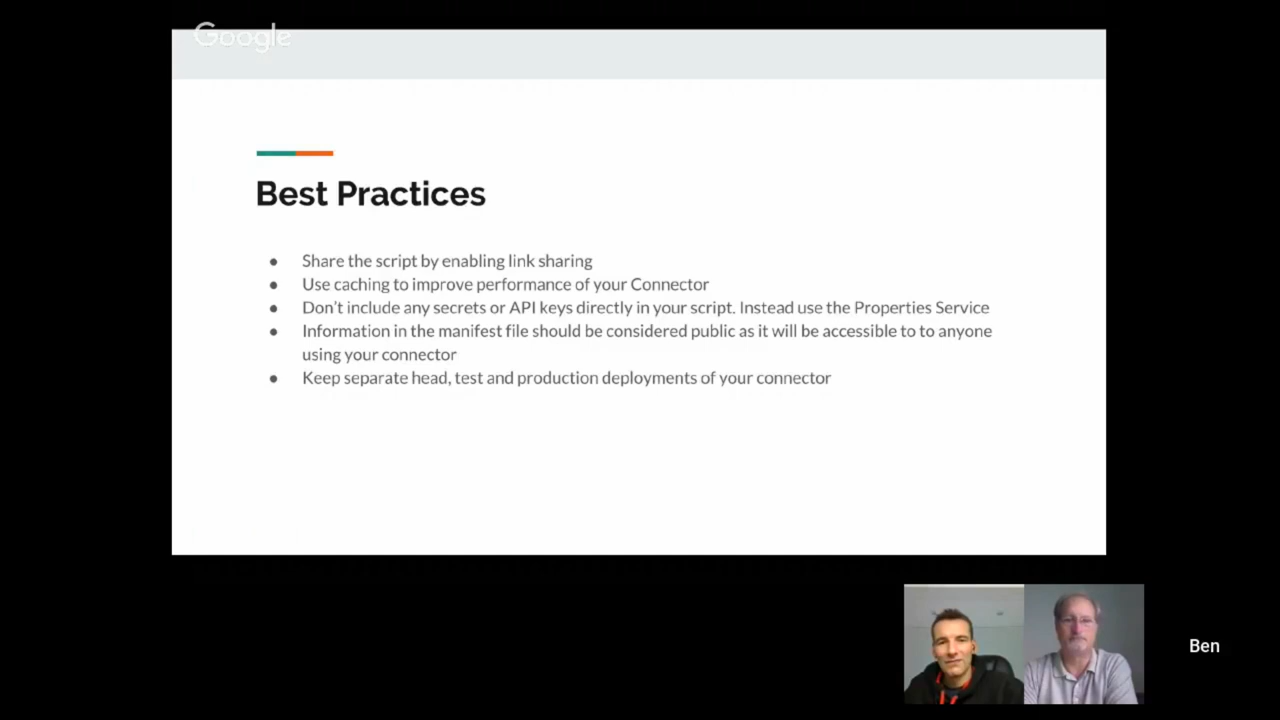 Google
Best Practices
● Share the script by enabling link sharing
● Use caching to improve performance of your Connector
● Don't include any secrets or API keys directly in your script. Instead use the Properties Service
● Information in the manifest file should be considered public as it will be accessible to to anyone
using your connector
● Keep separate head, test and production deployments of your connector
Ben